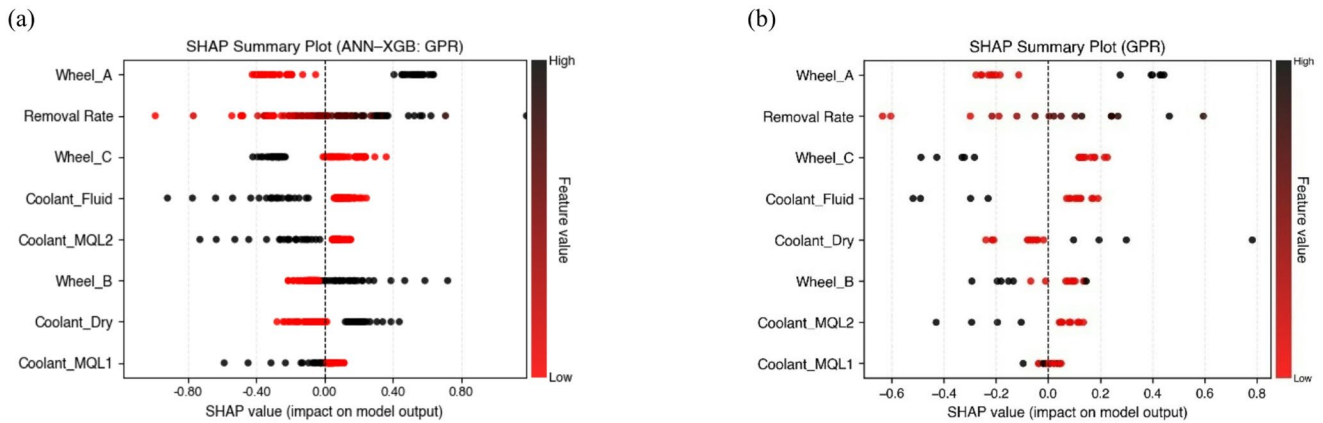 (a)
SHAP Summary Plot (ANN–XGB: GPR)
Wheel_A
Removal Rate
Wheel_C
Coolant_Fluid
Coolant_MQL2
Wheel_B
Coolant_Dry
Coolant_MQL1
-0.80 -0.40 0.00 0.40 0.80
SHAP value (impact on model output)
High
Feature value
Low
(b)
SHAP Summary Plot (GPR)
Wheel_A
Removal Rate
Wheel_C
Coolant_Fluid
Coolant_Dry
Wheel_B
Coolant_MQL2
Coolant_MQL1
−0.6 −0.4 −0.2 0.0 0.2 0.4 0.6 0.8
SHAP value (impact on model output)
High
Feature value
Low